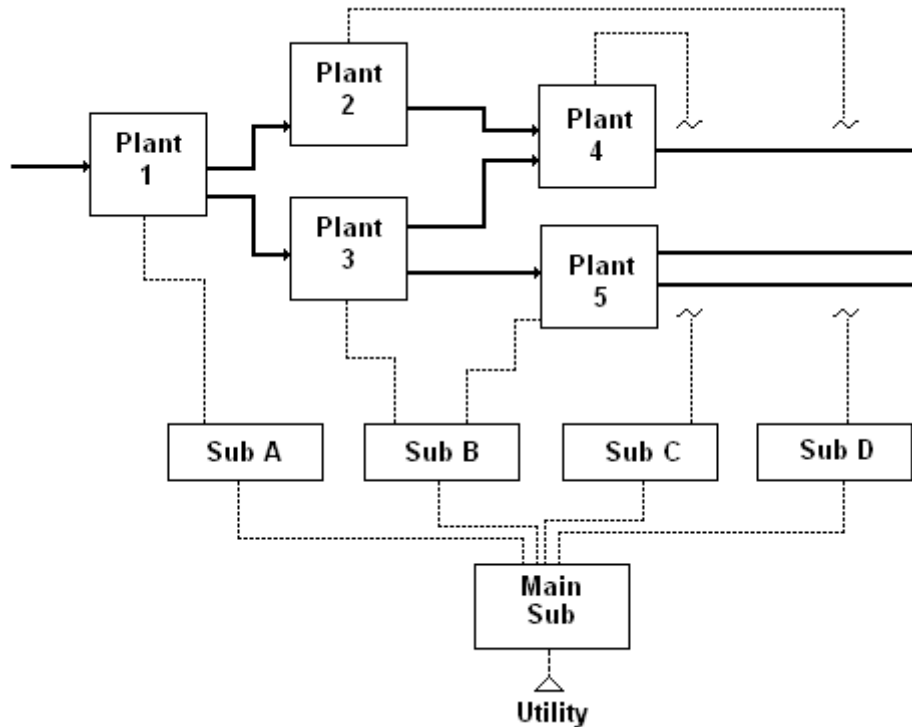 Plant
2
Plant
4
Plant
1
Plant
3
Plant
5
Sub A
Sub B
Sub C
Sub D
Main
Sub
Utility